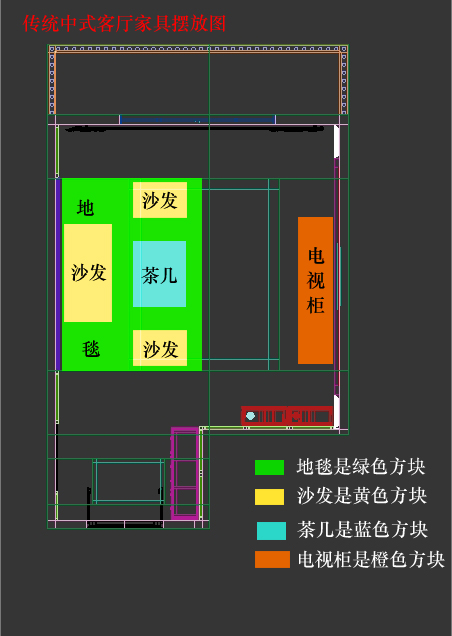 传统中式客厅家具摆放图
沙发
地
沙发
茶几
电视柜
毯
沙发
地毯是绿色方块
沙发是黄色方块
茶几是蓝色方块
电视柜是橙色方块